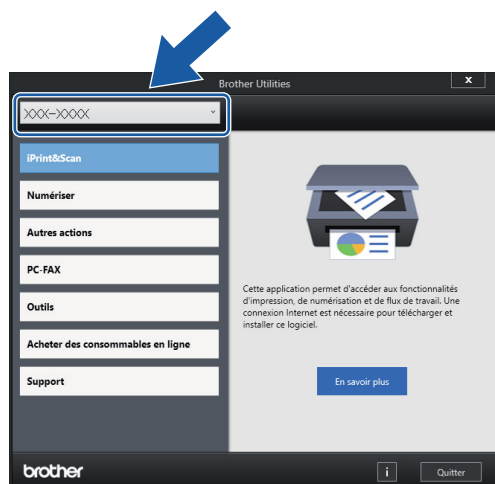 Brother Utilities
x
XXX-XXXX
iPrint&Scan
Numériser
Autres actions
PC-FAX
Outils
Acheter des consommables en ligne
Support
Cette application permet d'accéder aux fonctionnalités
d'impression, de numérisation et de flux de travail. Une
connexion Internet est nécessaire pour télécharger et
installer ce logiciel.
En savoir plus
brother
i
Quitter